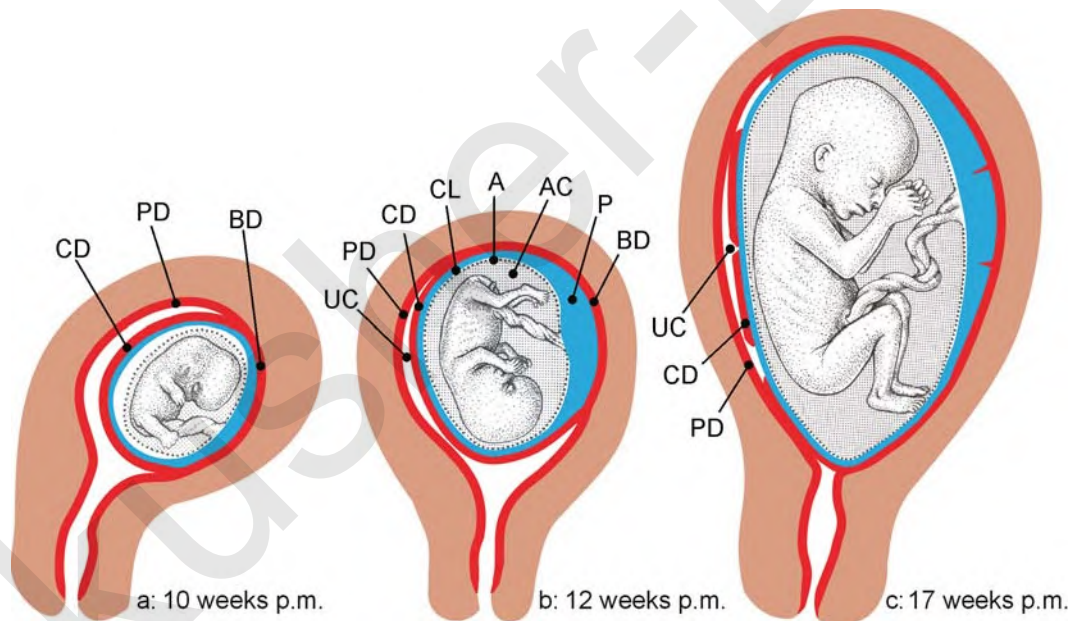 PD
CD
BD
a: 10 weeks p.m.
CL
A
AC
P
CD
PD
BD
UC
b: 12 weeks p.m.
UC
CD
PD
c: 17 weeks p.m.